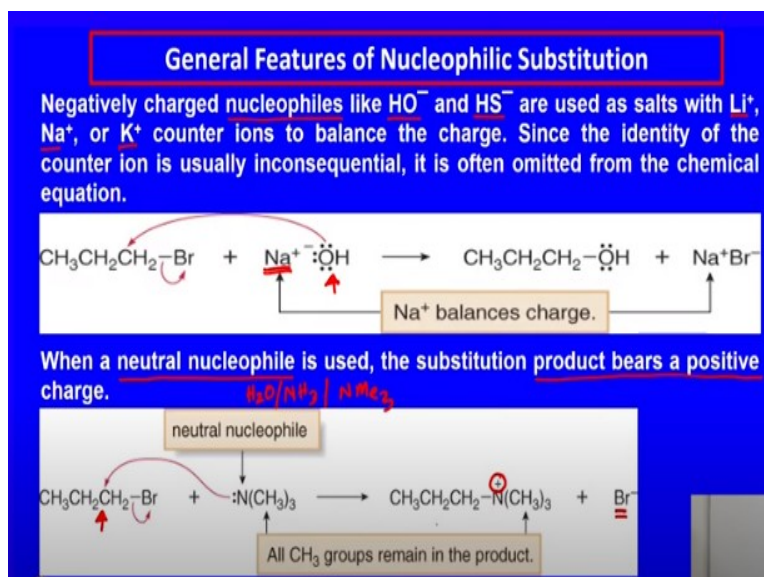 General Features of Nucleophilic Substitution
Negatively charged nucleophiles like HO⁻ and HS⁻ are used as salts with Li⁺,
Na⁺, or K⁺ counter ions to balance the charge. Since the identity of the
counter ion is usually inconsequential, it is often omitted from the chemical
equation.
CH₃CH₂CH₂–Br + Na⁺ ⁻:ÖH ⟶ CH₃CH₂CH₂–ÖH + Na⁺Br⁻
Na⁺ balances charge.
When a neutral nucleophile is used, the substitution product bears a positive
charge.
H₂O/NH₃/NMe₃
neutral nucleophile
CH₃CH₂CH₂–Br + :N(CH₃)₃ ⟶ CH₃CH₂CH₂–N⁺(CH₃)₃ + Br⁻
All CH₃ groups remain in the product.